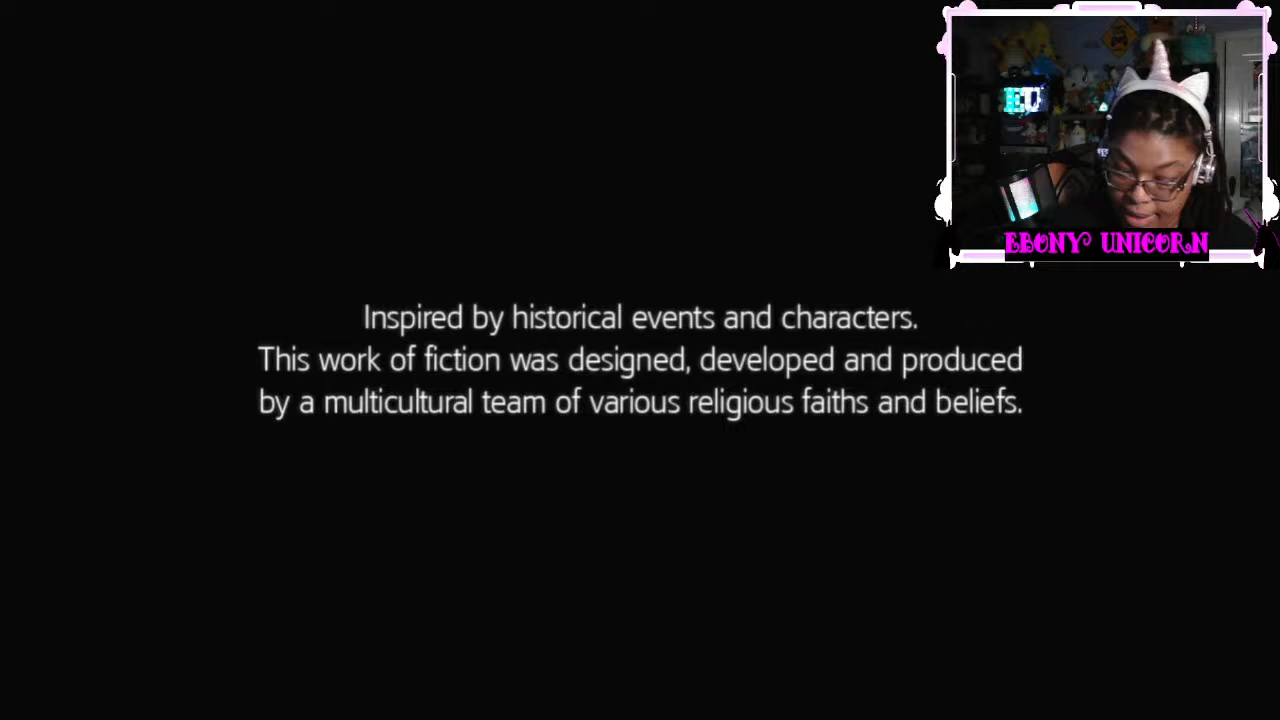 EU
EBONY UNICORN
Inspired by historical events and characters.
This work of fiction was designed, developed and produced
by a multicultural team of various religious faiths and beliefs.